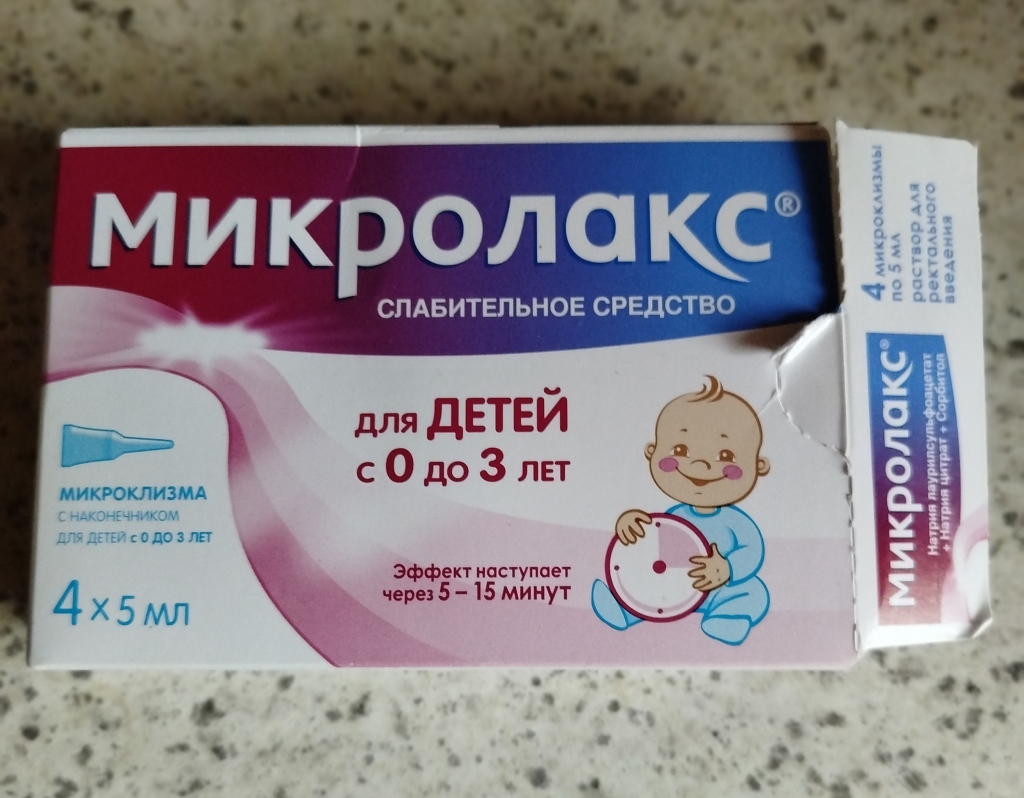 Микролакс®
СЛАБИТЕЛЬНОЕ СРЕДСТВО
для ДЕТЕЙ
с 0 до 3 лет
МИКРОКЛИЗМА
С НАКОНЕЧНИКОМ
ДЛЯ ДЕТЕЙ с 0 ДО 3 ЛЕТ
4 x 5 мл
Эффект наступает
через 5 – 15 минут
4 микроклизмы
по 5 мл
раствор для
ректального
введения
Микролакс®
Натрия лаурилсульфоацетат
+ Натрия цитрат + Сорбитол